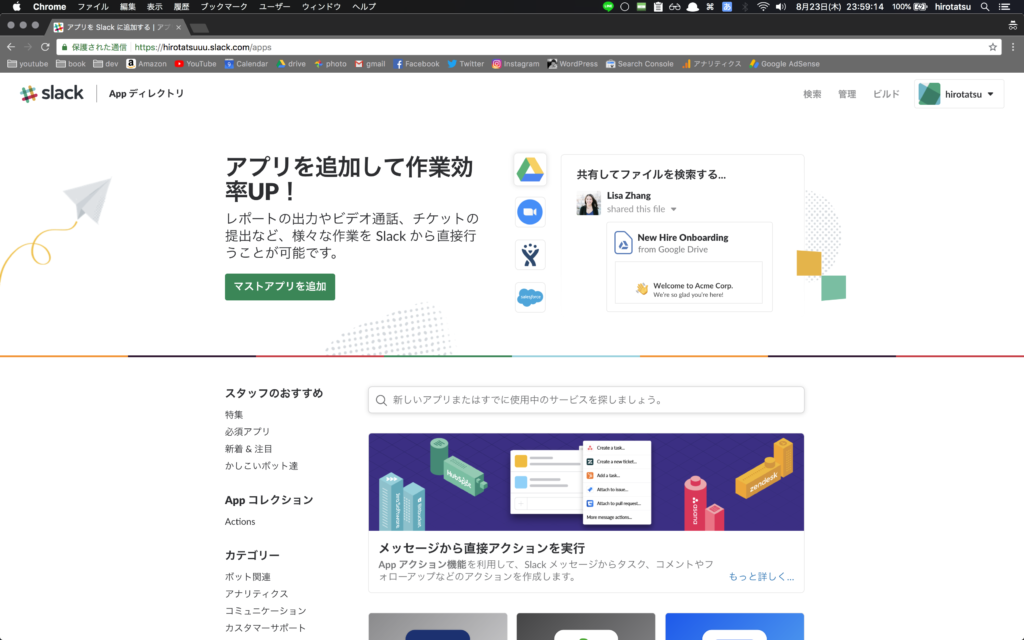 Chrome ファイル 編集 表示 履歴 ブックマーク ユーザー ウィンドウ ヘルプ
100% 8月23日(木) 23:59:14 hirotatsu
アプリを Slack に追加する | アプ
保護された通信 https://hirotatsuuu.slack.com/apps
youtube book dev Amazon YouTube Calendar drive photo gmail Facebook Twitter Instagram WordPress Search Console アナリティクス Google AdSense
slack App ディレクトリ
検索 管理 ビルド hirotatsu
アプリを追加して作業効
率UP！
レポートの出力やビデオ通話、チケットの
提出など、様々な作業を Slack から直接行
うことが可能です。
マストアプリを追加
salesforce
共有してファイルを検索する...
Lisa Zhang
shared this file
New Hire Onboarding
from Google Drive
Welcome to Acme Corp.
We're so glad you're here!
スタッフのおすすめ
特集
必須アプリ
新着 & 注目
かしこいボット達
App コレクション
Actions
カテゴリー
ボット関連
アナリティクス
コミュニケーション
カスタマーサポート
新しいアプリまたはすでに使用中のサービスを探しましょう。
HubSpot
Create a task...
Create a new ticket...
Add a task...
Attach to issue...
Attach to pull request...
More message actions...
asana
zendesk
メッセージから直接アクションを実行
App アクション機能を利用して、Slack メッセージからタスク、コメントやフ
ォローアップなどのアクションを作成します。
もっと詳しく...